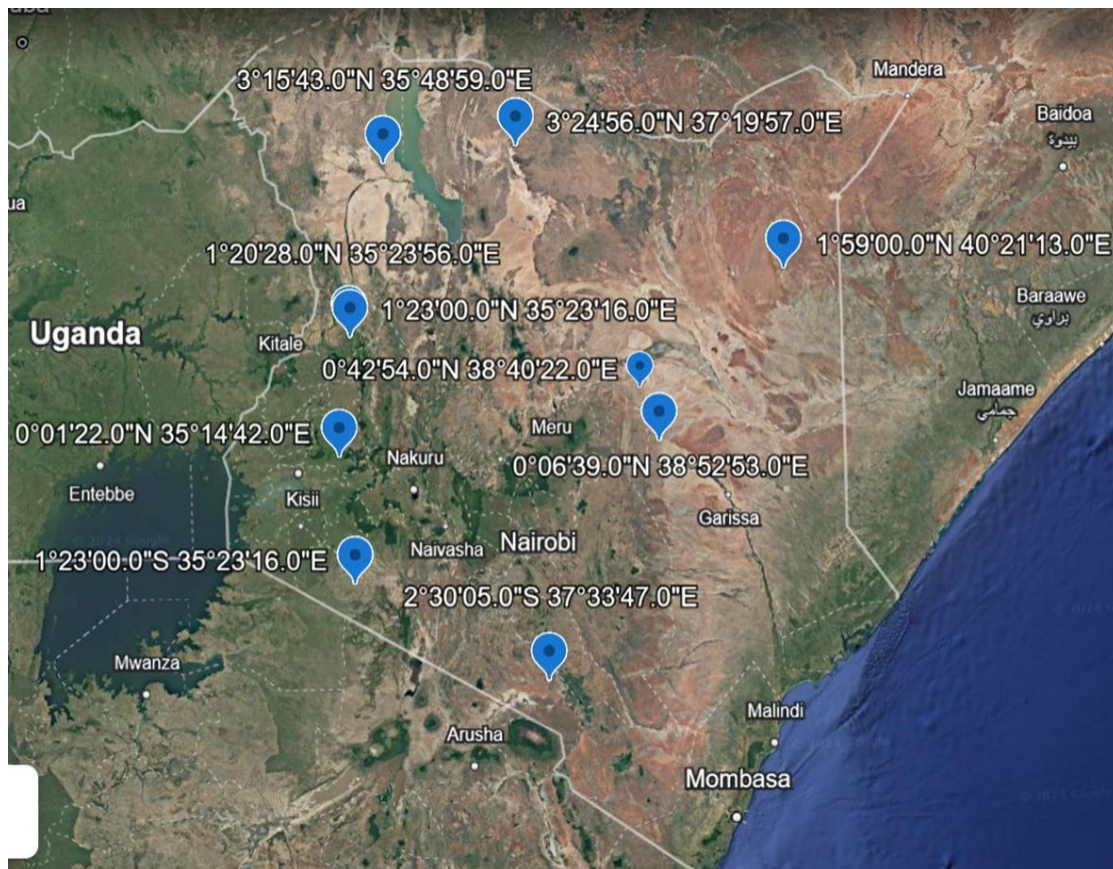 Mandera
3°15'43.0"N 35°48'59.0"E
3°24'56.0"N 37°19'57.0"E
Baidoa
بيدوة
ua
1°20'28.0"N 35°23'56.0"E
1°59'00.0"N 40°21'13.0"E
Baraawe
براوي
1°23'00.0"N 35°23'16.0"E
Uganda
Kitale
0°42'54.0"N 38°40'22.0"E
Jamaame
جمامي
0°01'22.0"N 35°14'42.0"E
Meru
Nakuru
0°06'39.0"N 38°52'53.0"E
Entebbe
Kisii
Garissa
Nairobi
Naivasha
1°23'00.0"S 35°23'16.0"E
2°30'05.0"S 37°33'47.0"E
Mwanza
Malindi
Arusha
Mombasa